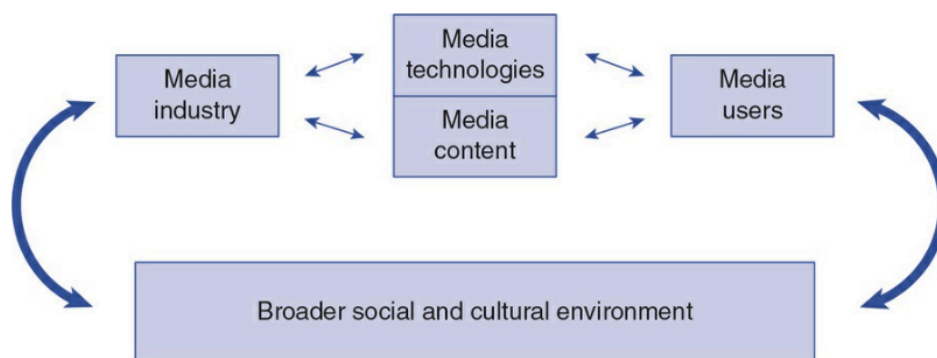 Media
technologies
Media
industry
Media
content
Media
users
Broader social and cultural environment